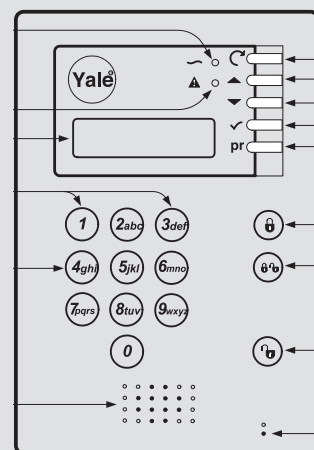 Yale
pr
1 2abc 3def
4ghi 5jkl 6mno
7pqrs 8tuv 9wxyz
0